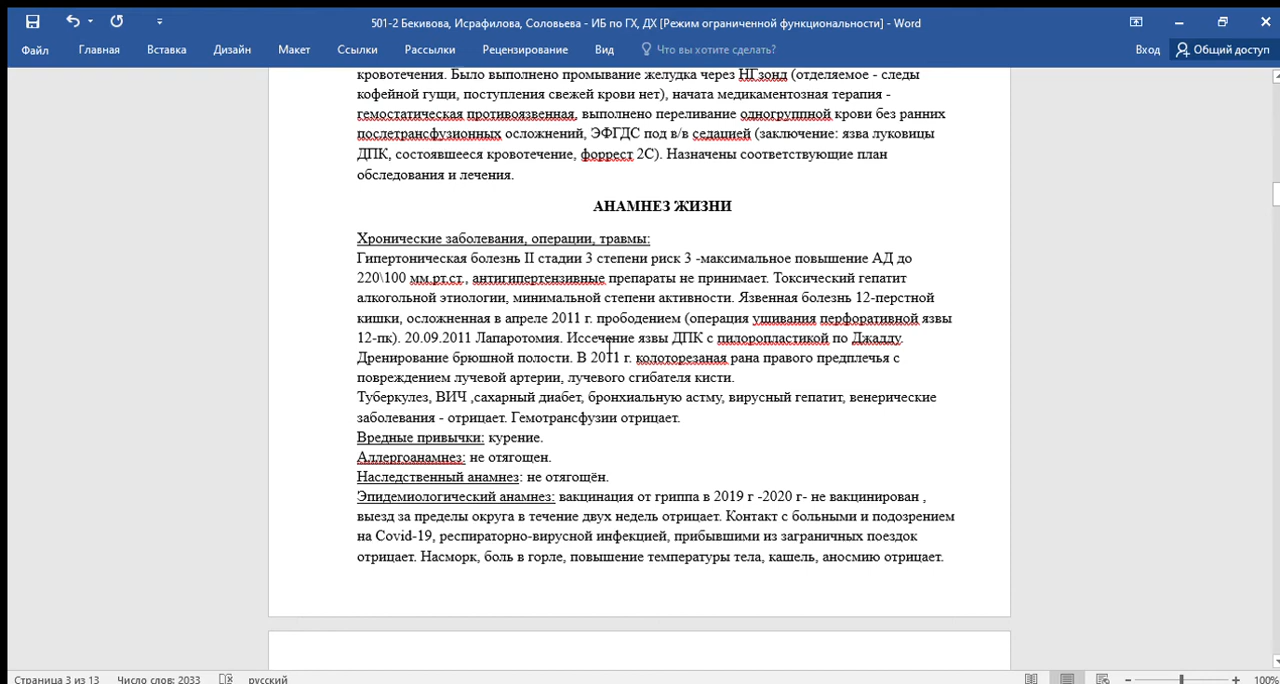 501-2 Бекивова, Исрафилова, Соловьева - ИБ по ГХ, ДХ [Режим ограниченной функциональности] - Word
Файл Главная Вставка Дизайн Макет Ссылки Рассылки Рецензирование Вид Что вы хотите сделать? Вход Общий доступ
кровотечения. Было выполнено промывание желудка через НГзонд (отделяемое - следы
кофейной гущи, поступления свежей крови нет), начата медикаментозная терапия -
гемостатическая противоязвенная, выполнено переливание одногруппной крови без ранних
послетрансфузионных осложнений, ЭФГДС под в/в седацией (заключение: язва луковицы
ДПК, состоявшееся кровотечение, форрест 2С). Назначены соответствующие план
обследования и лечения.
АНАМНЕЗ ЖИЗНИ
Хронические заболевания, операции, травмы:
Гипертоническая болезнь II стадии 3 степени риск 3 -максимальное повышение АД до
220\100 мм.рт.ст., антигипертензивные препараты не принимает. Токсический гепатит
алкогольной этиологии, минимальной степени активности. Язвенная болезнь 12-перстной
кишки, осложненная в апреле 2011 г. прободением (операция ушивания перфоративной язвы
12-пк). 20.09.2011 Лапаротомия. Иссечение язвы ДПК с пилоропластикой по Джадду.
Дренирование брюшной полости. В 2011 г. колоторезаная рана правого предплечья с
повреждением лучевой артерии, лучевого сгибателя кисти.
Туберкулез, ВИЧ ,сахарный диабет, бронхиальную астму, вирусный гепатит, венерические
заболевания - отрицает. Гемотрансфузии отрицает.
Вредные привычки: курение.
Аллергоанамнез: не отягощен.
Наследственный анамнез: не отягощён.
Эпидемиологический анамнез: вакцинация от гриппа в 2019 г -2020 г- не вакцинирован ,
выезд за пределы округа в течение двух недель отрицает. Контакт с больными и подозрением
на Covid-19, респираторно-вирусной инфекцией, прибывшими из заграничных поездок
отрицает. Насморк, боль в горле, повышение температуры тела, кашель, аносмию отрицает.
Страница 3 из 13 Число слов: 2033 русский 100%